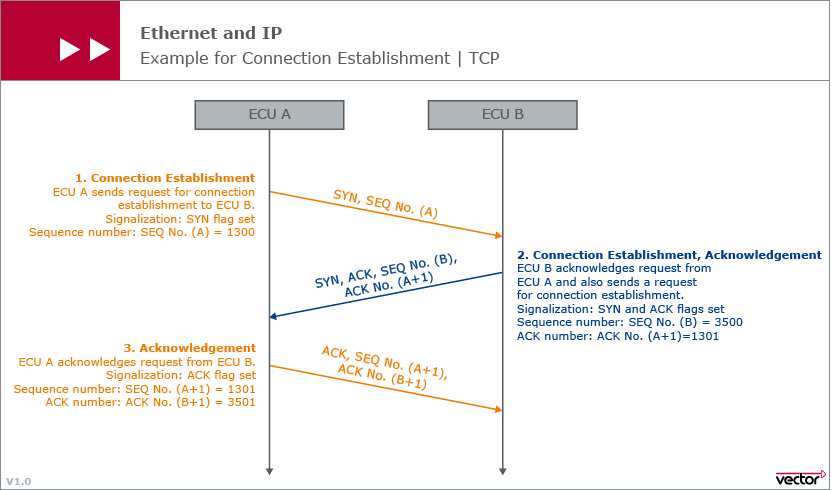 Ethernet and IP
Example for Connection Establishment | TCP
ECU A
ECU B
1. Connection Establishment
ECU A sends request for connection
establishment to ECU B.
Signalization: SYN flag set
Sequence number: SEQ No. (A) = 1300
SYN, SEQ No. (A)
SYN, ACK, SEQ No. (B),
ACK No. (A+1)
2. Connection Establishment, Acknowledgement
ECU B acknowledges request from
ECU A and also sends a request
for connection establishment.
Signalization: SYN and ACK flags set
Sequence number: SEQ No. (B) = 3500
ACK number: ACK No. (A+1)=1301
3. Acknowledgement
ECU A acknowledges request from ECU B.
Signalization: ACK flag set
Sequence number: SEQ No. (A+1) = 1301
ACK number: ACK No. (B+1) = 3501
ACK, SEQ No. (A+1),
ACK No. (B+1)
V1.0
vector